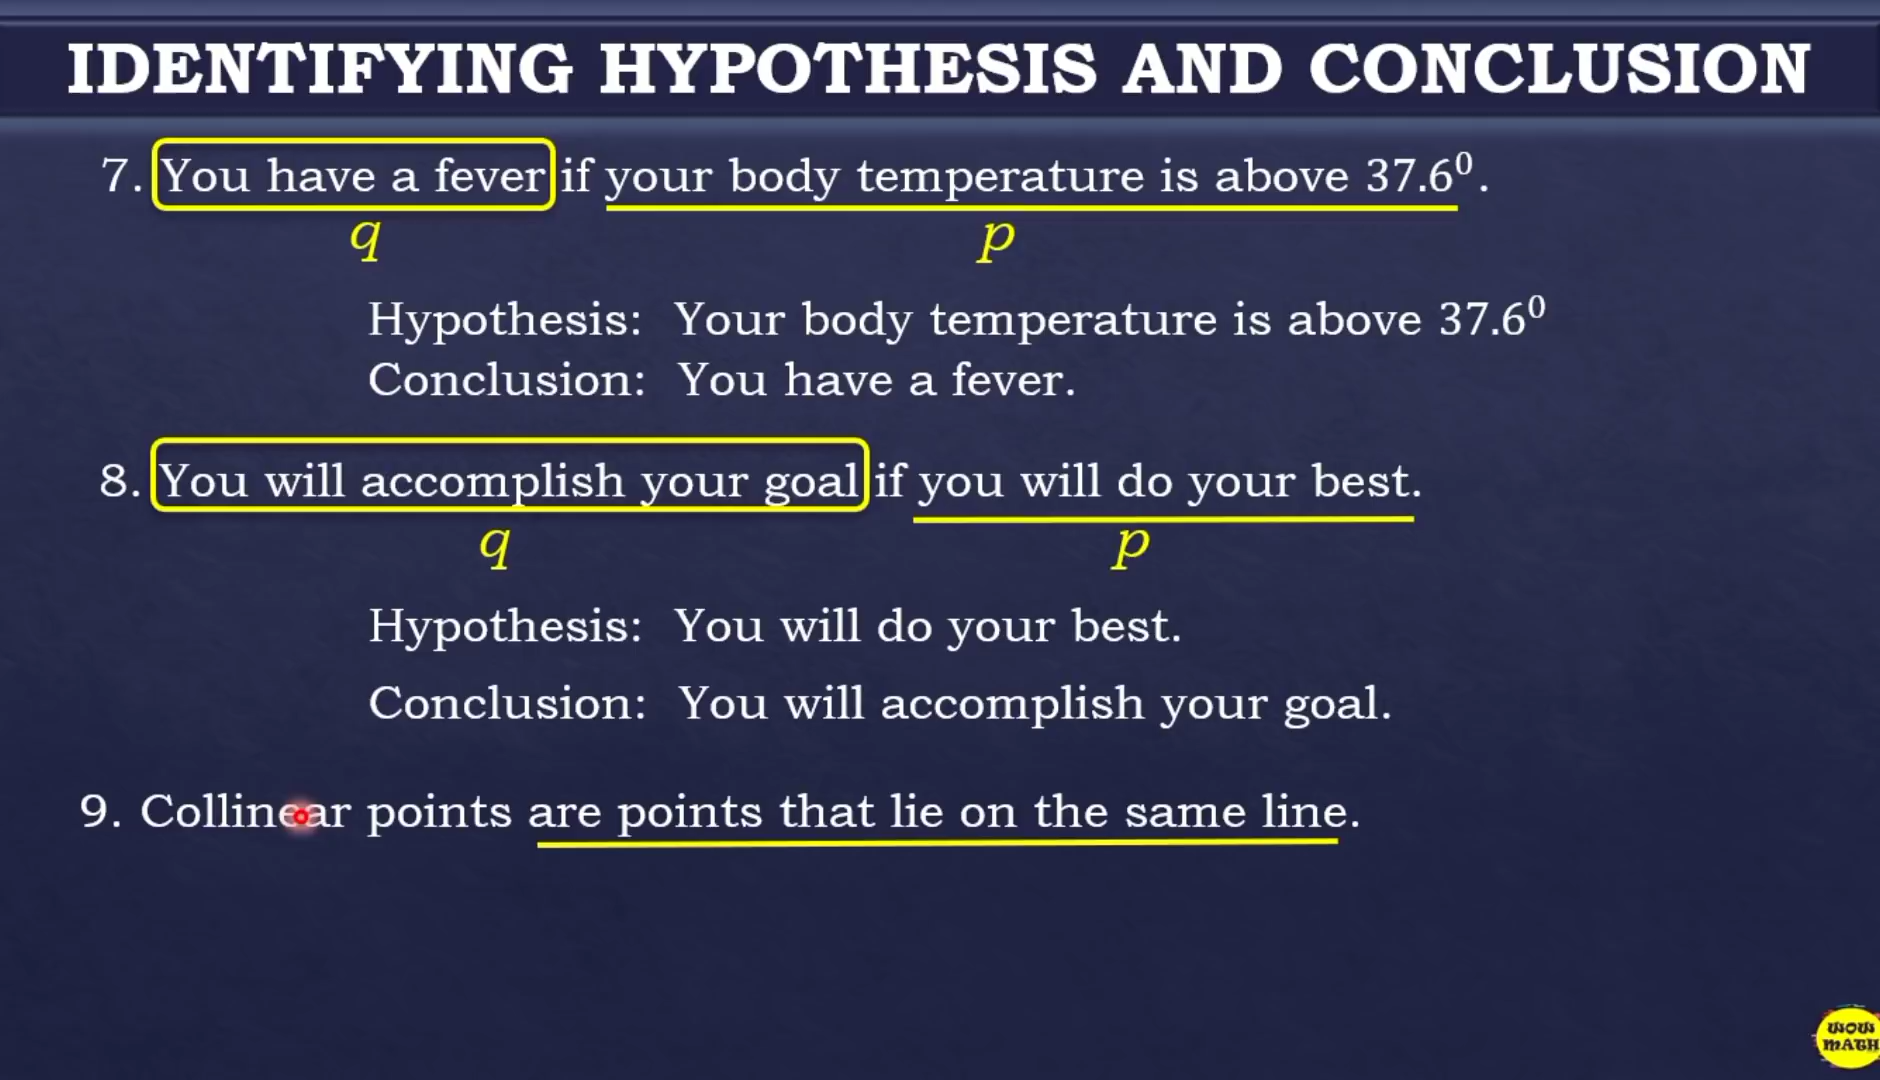 IDENTIFYING HYPOTHESIS AND CONCLUSION
7. You have a fever if your body temperature is above 37.6⁰.
q p
Hypothesis: Your body temperature is above 37.6⁰
Conclusion: You have a fever.
8. You will accomplish your goal if you will do your best.
q p
Hypothesis: You will do your best.
Conclusion: You will accomplish your goal.
9. Collinear points are points that lie on the same line.
WOW
MATH